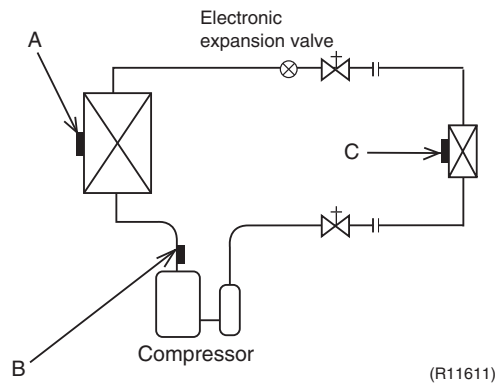 Electronic
expansion valve
A
C
B
Compressor
(R11611)